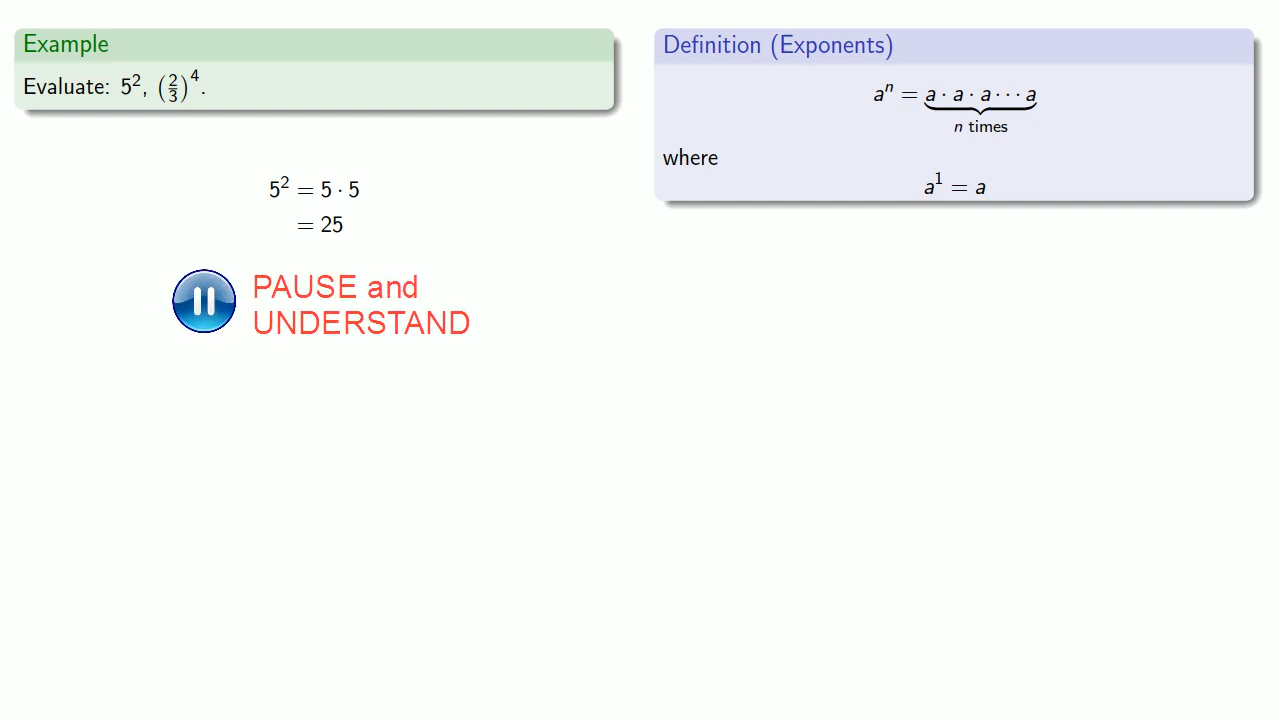 Example
Evaluate: 5², (2/3)⁴.
5² = 5 · 5
= 25
PAUSE and
UNDERSTAND
Definition (Exponents)
aⁿ = a · a · a · · · a
n times
where
a¹ = a